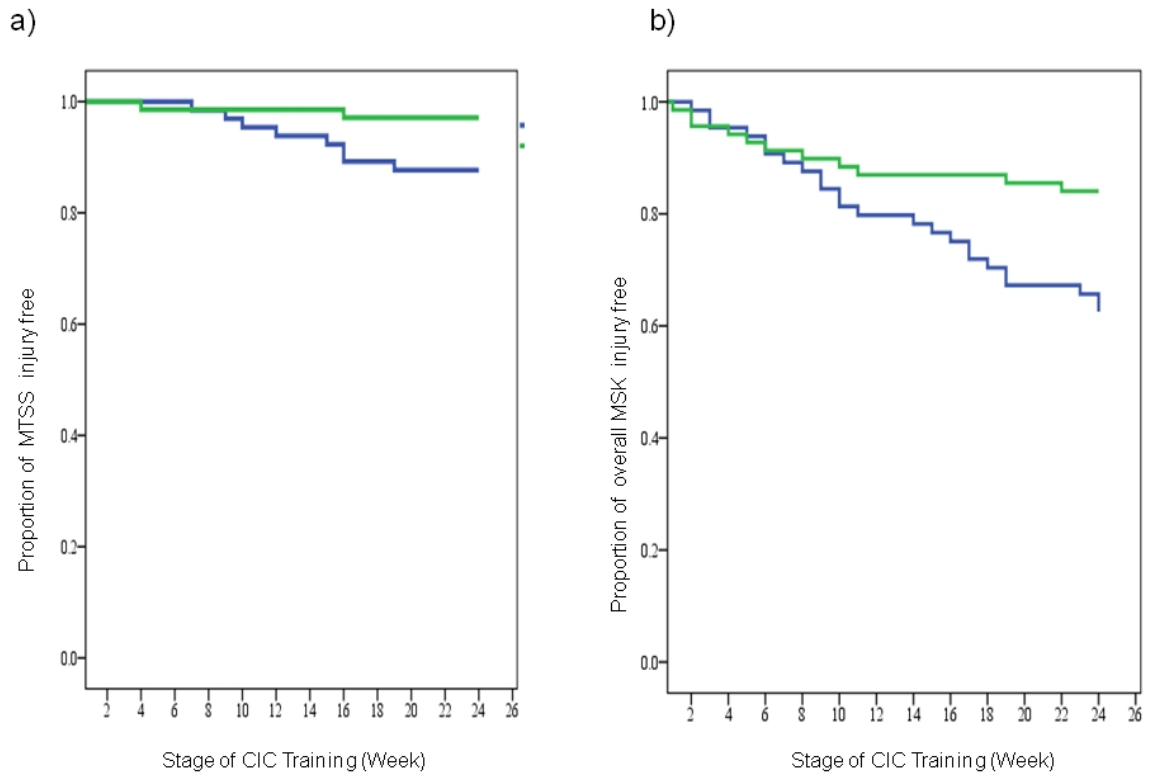 a)
Proportion of MTSS injury free
1.0
0.8
0.6
0.4
0.2
0.0
2 4 6 8 10 12 14 16 18 20 22 24 26
Stage of CIC Training (Week)
b)
Proportion of overall MSK injury free
1.0
0.8
0.6
0.4
0.2
0.0
2 4 6 8 10 12 14 16 18 20 22 24 26
Stage of CIC Training (Week)